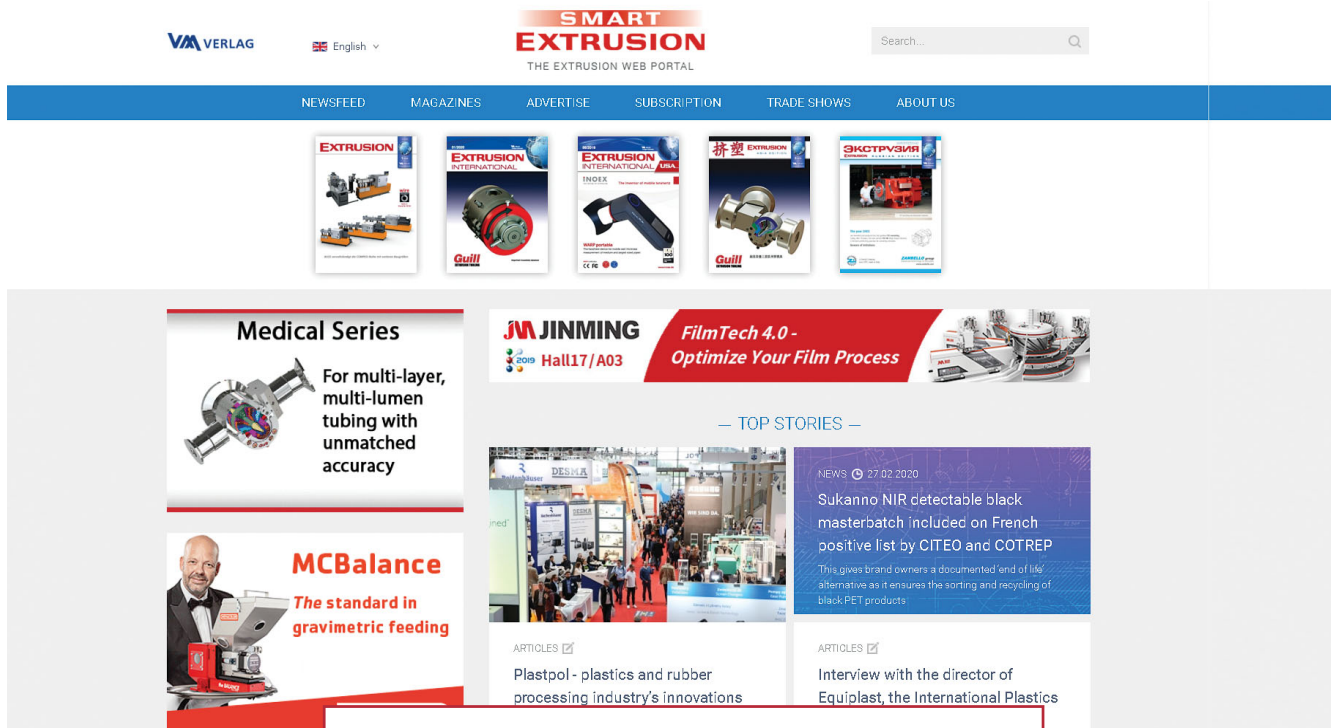 VM VERLAG
English
SMART
EXTRUSION
THE EXTRUSION WEB PORTAL
Search...
NEWSFEED
MAGAZINES
ADVERTISE
SUBSCRIPTION
TRADE SHOWS
ABOUT US
EXTRUSION
EXTRUSION
INTERNATIONAL
Guill
EXTRUSION
INTERNATIONAL USA
INOEX
WARP portable
挤塑 EXTRUSION
Guill
ЭКСТРУЗИЯ
EXTRUSION RUSSIAN EDITION
Medical Series
For multi-layer,
multi-lumen
tubing with
unmatched
accuracy
JM JINMING
2019 Hall17/A03
FilmTech 4.0 -
Optimize Your Film Process
— TOP STORIES —
DESMA
NEWS 27.02.2020
Sukanno NIR detectable black
masterbatch included on French
positive list by CITEO and COTREP
This gives brand owners a documented 'end of life'
alternative as it ensures the sorting and recycling of
black PET products
MCBalance
The standard in
gravimetric feeding
ARTICLES
Plastpol - plastics and rubber
processing industry's innovations
ARTICLES
Interview with the director of
Equiplast, the International Plastics